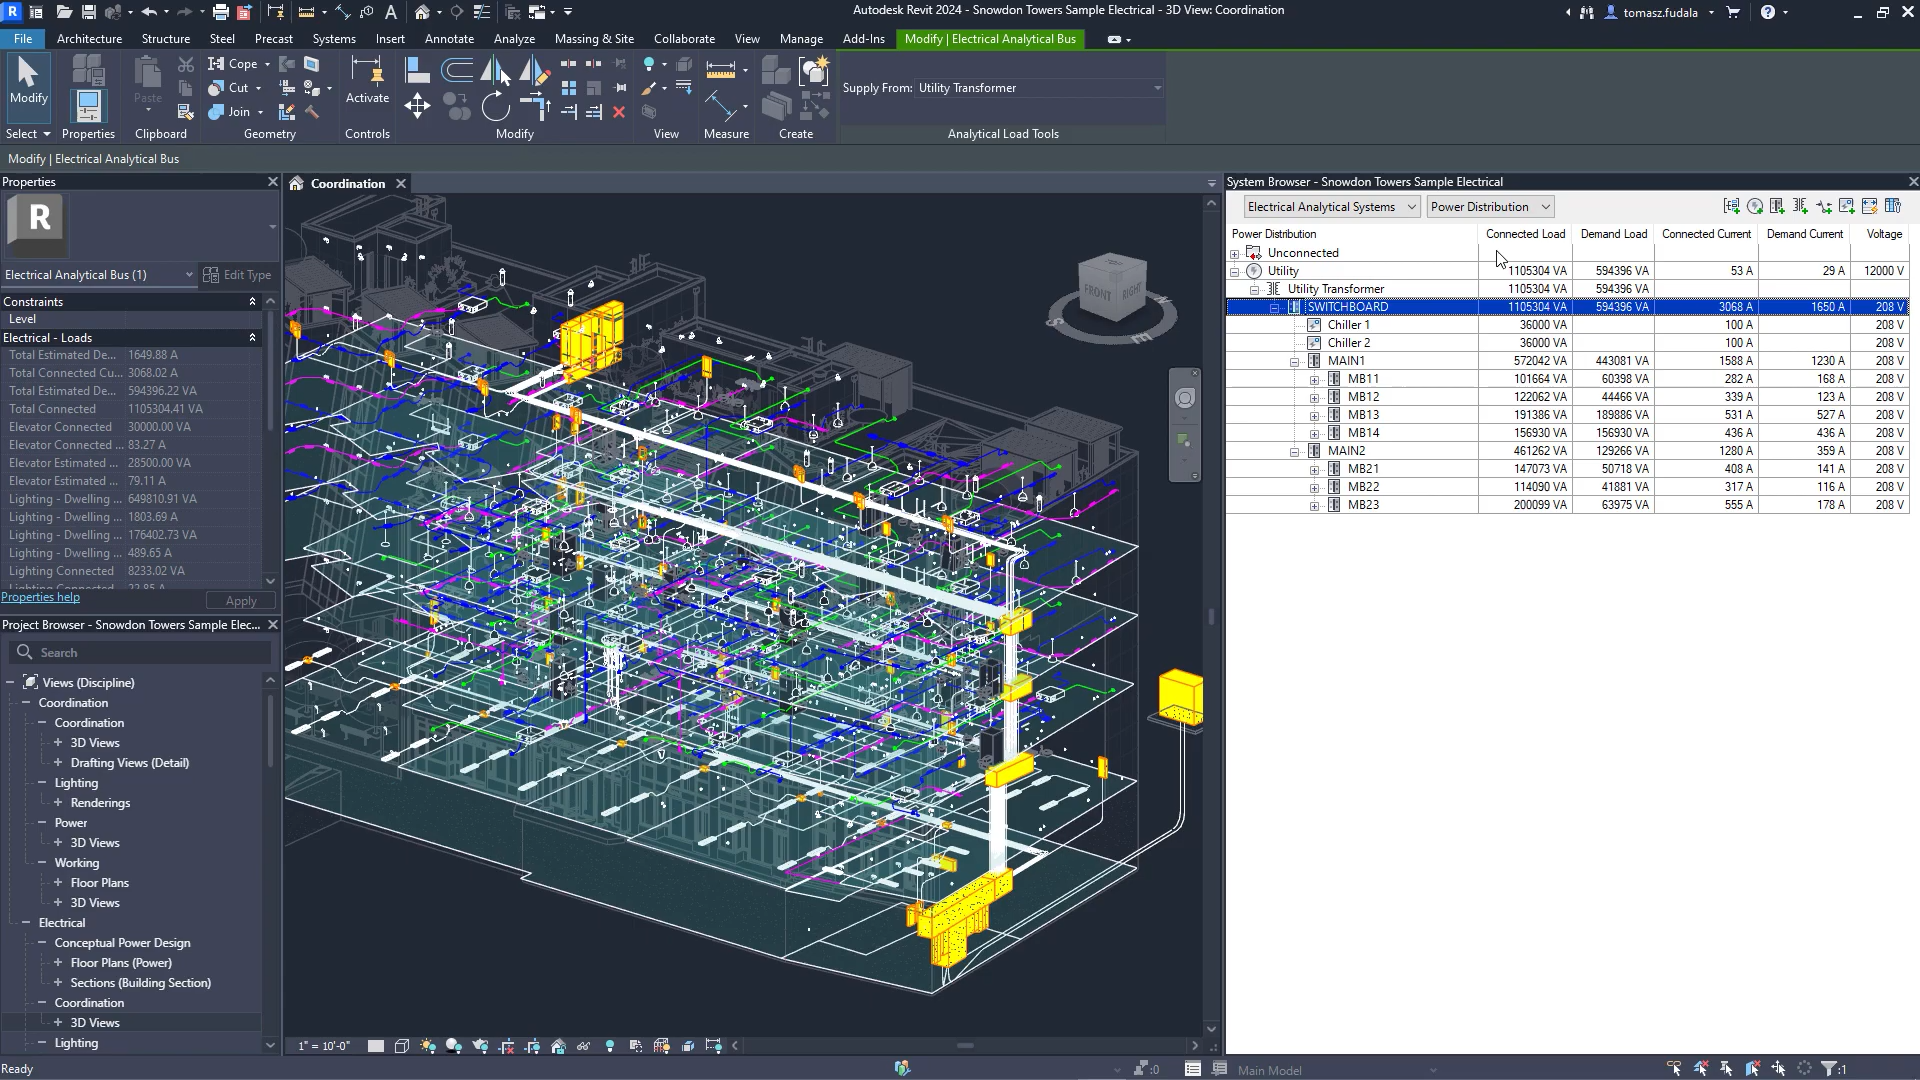 Autodesk Revit 2024 - Snowdon Towers Sample Electrical - 3D View: Coordination
tomasz.fudala
File Architecture Structure Steel Precast Systems Insert Annotate Analyze Massing & Site Collaborate View Manage Add-Ins Modify | Electrical Analytical Bus
Cope
Cut
Join
Modify
Paste
Activate
Supply From: Utility Transformer
Select Properties Clipboard Geometry Controls Modify View Measure Create Analytical Load Tools
Modify | Electrical Analytical Bus
Properties
R
Electrical Analytical Bus (1) Edit Type
Constraints
Level
Electrical - Loads
Total Estimated De... 1649.88 A
Total Connected Cu... 3068.02 A
Total Estimated De... 594396.22 VA
Total Connected 1105304.41 VA
Elevator Connected 30000.00 VA
Elevator Connected ... 83.27 A
Elevator Estimated ... 28500.00 VA
Elevator Estimated ... 79.11 A
Lighting - Dwelling ... 649810.91 VA
Lighting - Dwelling ... 1803.69 A
Lighting - Dwelling ... 176402.73 VA
Lighting - Dwelling ... 489.65 A
Lighting Connected 8233.02 VA
Lighting Connected 22.85 A
Properties help Apply
Project Browser - Snowdon Towers Sample Elec...
Search
Views (Discipline)
Coordination
Coordination
3D Views
Drafting Views (Detail)
Lighting
Renderings
Power
3D Views
Working
Floor Plans
3D Views
Electrical
Conceptual Power Design
Floor Plans (Power)
Sections (Building Section)
Coordination
3D Views
Lighting
Coordination
FRONT RIGHT
S E N
1" = 10'-0"
System Browser - Snowdon Towers Sample Electrical
Electrical Analytical Systems Power Distribution
Power Distribution Connected Load Demand Load Connected Current Demand Current Voltage
Unconnected
Utility 1105304 VA 594396 VA 53 A 29 A 12000 V
Utility Transformer 1105304 VA 594396 VA
SWITCHBOARD 1105304 VA 594396 VA 3068 A 1650 A 208 V
Chiller 1 36000 VA 100 A 208 V
Chiller 2 36000 VA 100 A 208 V
MAIN1 572042 VA 443081 VA 1588 A 1230 A 208 V
MB11 101664 VA 60398 VA 282 A 168 A 208 V
MB12 122062 VA 44466 VA 339 A 123 A 208 V
MB13 191386 VA 189886 VA 531 A 527 A 208 V
MB14 156930 VA 156930 VA 436 A 436 A 208 V
MAIN2 461262 VA 129266 VA 1280 A 359 A 208 V
MB21 147073 VA 50718 VA 408 A 141 A 208 V
MB22 114090 VA 41881 VA 317 A 116 A 208 V
MB23 200099 VA 63975 VA 555 A 178 A 208 V
Ready
:0
Main Model
:1